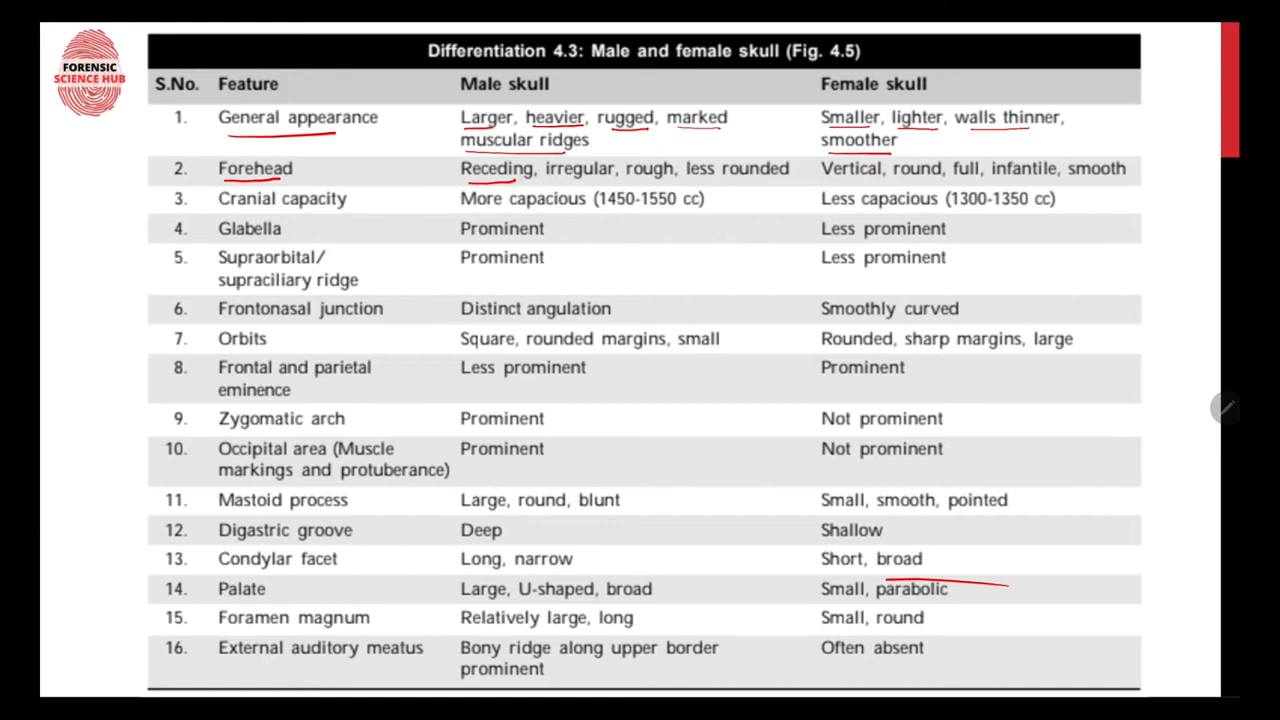 FORENSIC
SCIENCE HUB
Differentiation 4.3: Male and female skull (Fig. 4.5)
S.No. Feature Male skull Female skull
1. General appearance Larger, heavier, rugged, marked Smaller, lighter, walls thinner,
muscular ridges smoother
2. Forehead Receding, irregular, rough, less rounded Vertical, round, full, infantile, smooth
3. Cranial capacity More capacious (1450-1550 cc) Less capacious (1300-1350 cc)
4. Glabella Prominent Less prominent
5. Supraorbital/ Prominent Less prominent
supraciliary ridge
6. Frontonasal junction Distinct angulation Smoothly curved
7. Orbits Square, rounded margins, small Rounded, sharp margins, large
8. Frontal and parietal Less prominent Prominent
eminence
9. Zygomatic arch Prominent Not prominent
10. Occipital area (Muscle Prominent Not prominent
markings and protuberance)
11. Mastoid process Large, round, blunt Small, smooth, pointed
12. Digastric groove Deep Shallow
13. Condylar facet Long, narrow Short, broad
14. Palate Large, U-shaped, broad Small, parabolic
15. Foramen magnum Relatively large, long Small, round
16. External auditory meatus Bony ridge along upper border Often absent
prominent